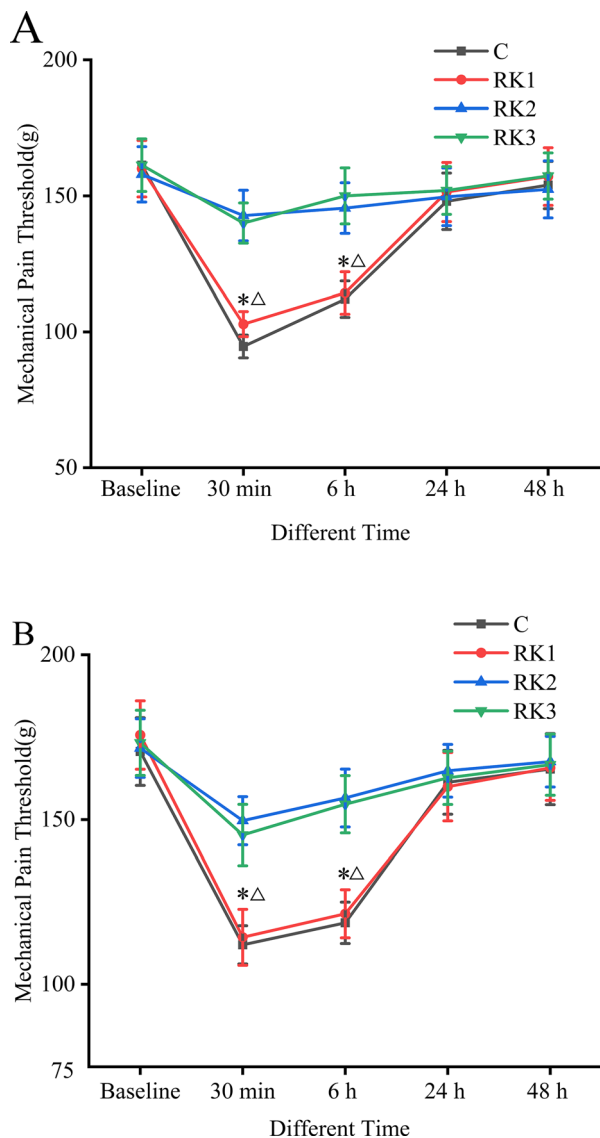 A
C
RK1
RK2
RK3
200
150
100
50
Mechanical Pain Threshold(g)
*△
*△
Baseline 30 min 6 h 24 h 48 h
Different Time
B
C
RK1
RK2
RK3
200
150
100
75
Mechanical Pain Threshold(g)
*△
*△
Baseline 30 min 6 h 24 h 48 h
Different Time